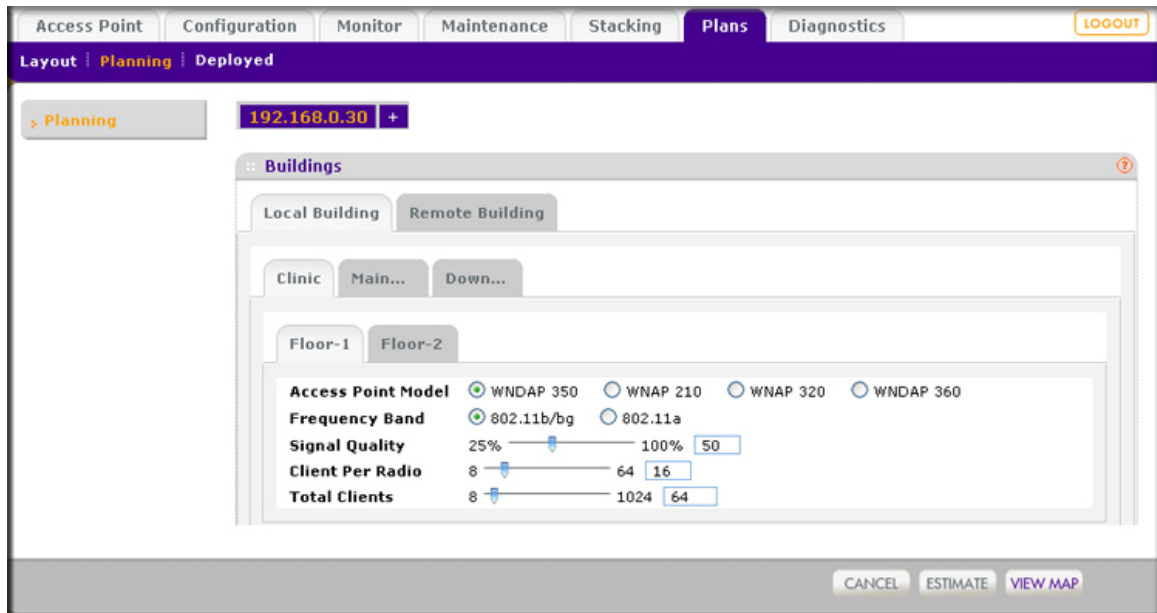 Access Point Configuration Monitor Maintenance Stacking Plans Diagnostics LOGOUT
Layout Planning Deployed
> Planning
192.168.0.30 +
Buildings ?
Local Building Remote Building
Clinic Main... Down...
Floor-1 Floor-2
Access Point Model WNDAP 350 WNAP 210 WNAP 320 WNDAP 360
Frequency Band 802.11b/bg 802.11a
Signal Quality 25% 100% 50
Client Per Radio 8 64 16
Total Clients 8 1024 64
CANCEL ESTIMATE VIEW MAP